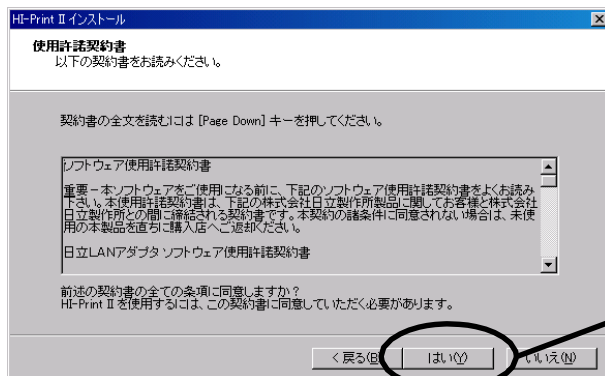 HI-Print Ⅱ インストール
使用許諾契約書
以下の契約書をお読みください。
契約書の全文を読むには [Page Down] キーを押してください。
ソフトウェア使用許諾契約書
重要－本ソフトウェアをご使用になる前に、下記のソフトウェア使用許諾契約書をよくお読み
下さい。本使用許諾契約書は、下記の株式会社日立製作所製品に関してお客様と株式会社
日立製作所との間に締結される契約書です。本契約の諸条件に同意されない場合は、未使
用の本製品を直ちに購入店へご返却ください。
日立LANアダプタ ソフトウェア使用許諾契約書
前述の契約書の全ての条項に同意しますか？
HI-Print Ⅱ を使用するには、この契約書に同意していただく必要があります。
< 戻る(B) はい(Y) いいえ(N)